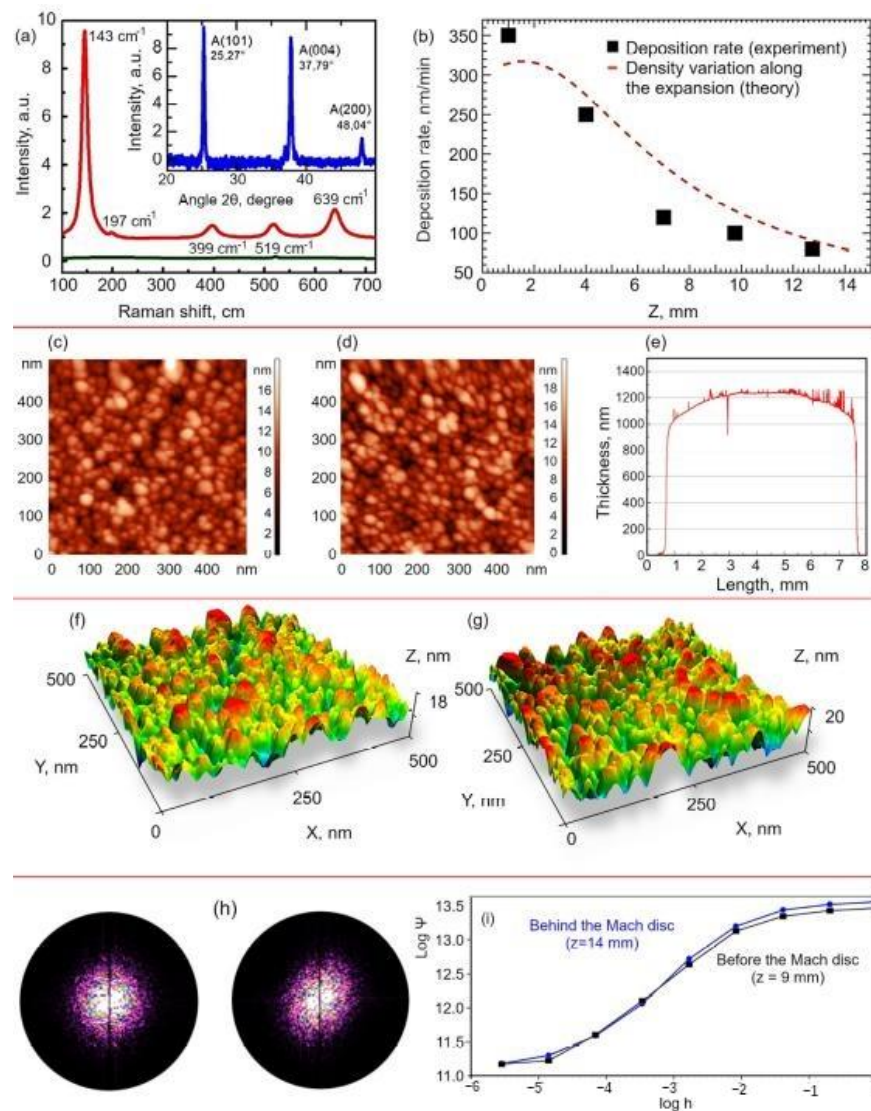 (a)
143 cm⁻¹
197 cm⁻¹
399 cm⁻¹
519 cm⁻¹
639 cm⁻¹
10
8
6
4
2
0
Intensity, a.u.
100 200 300 400 500 600 700
Raman shift, cm
A(101)
25,27°
A(004)
37,79°
A(200)
48,04°
8
6
4
2
0
Intensity, a.u.
20 30 40
Angle 2θ, degree
(b)
Deposition rate (experiment)
Density variation along
the expansion (theory)
350
300
250
200
150
100
50
Deposition rate, nm/min
0 2 4 6 8 10 12 14
Z, mm
(c)
nm
400
300
200
100
0
0 100 200 300 400 nm
nm
16
14
12
10
8
6
4
2
0
(d)
nm
400
300
200
100
0
0 100 200 300 400 nm
nm
18
16
14
12
10
8
6
4
2
0
(e)
1400
1200
1000
800
600
400
200
0
Thickness, nm
0 1 2 3 4 5 6 7 8
Length, mm
(f)
Z, nm
18
500
250
Y, nm
0
250
500
X, nm
(g)
Z, nm
20
500
250
Y, nm
0
250
500
X, nm
(h)
(i)
Behind the Mach disc
(z=14 mm)
Before the Mach disc
(z = 9 mm)
13.5
13.0
12.5
12.0
11.5
11.0
Log Ψ
−6 −5 −4 −3 −2 −1 0
log h